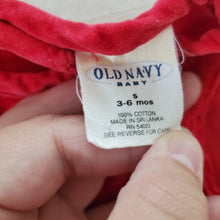 OLD NAVY
BABY
S
3-6 mos
100% COTTON
MADE IN SRI LANKA
RN 54023
SEE REVERSE FOR CARE